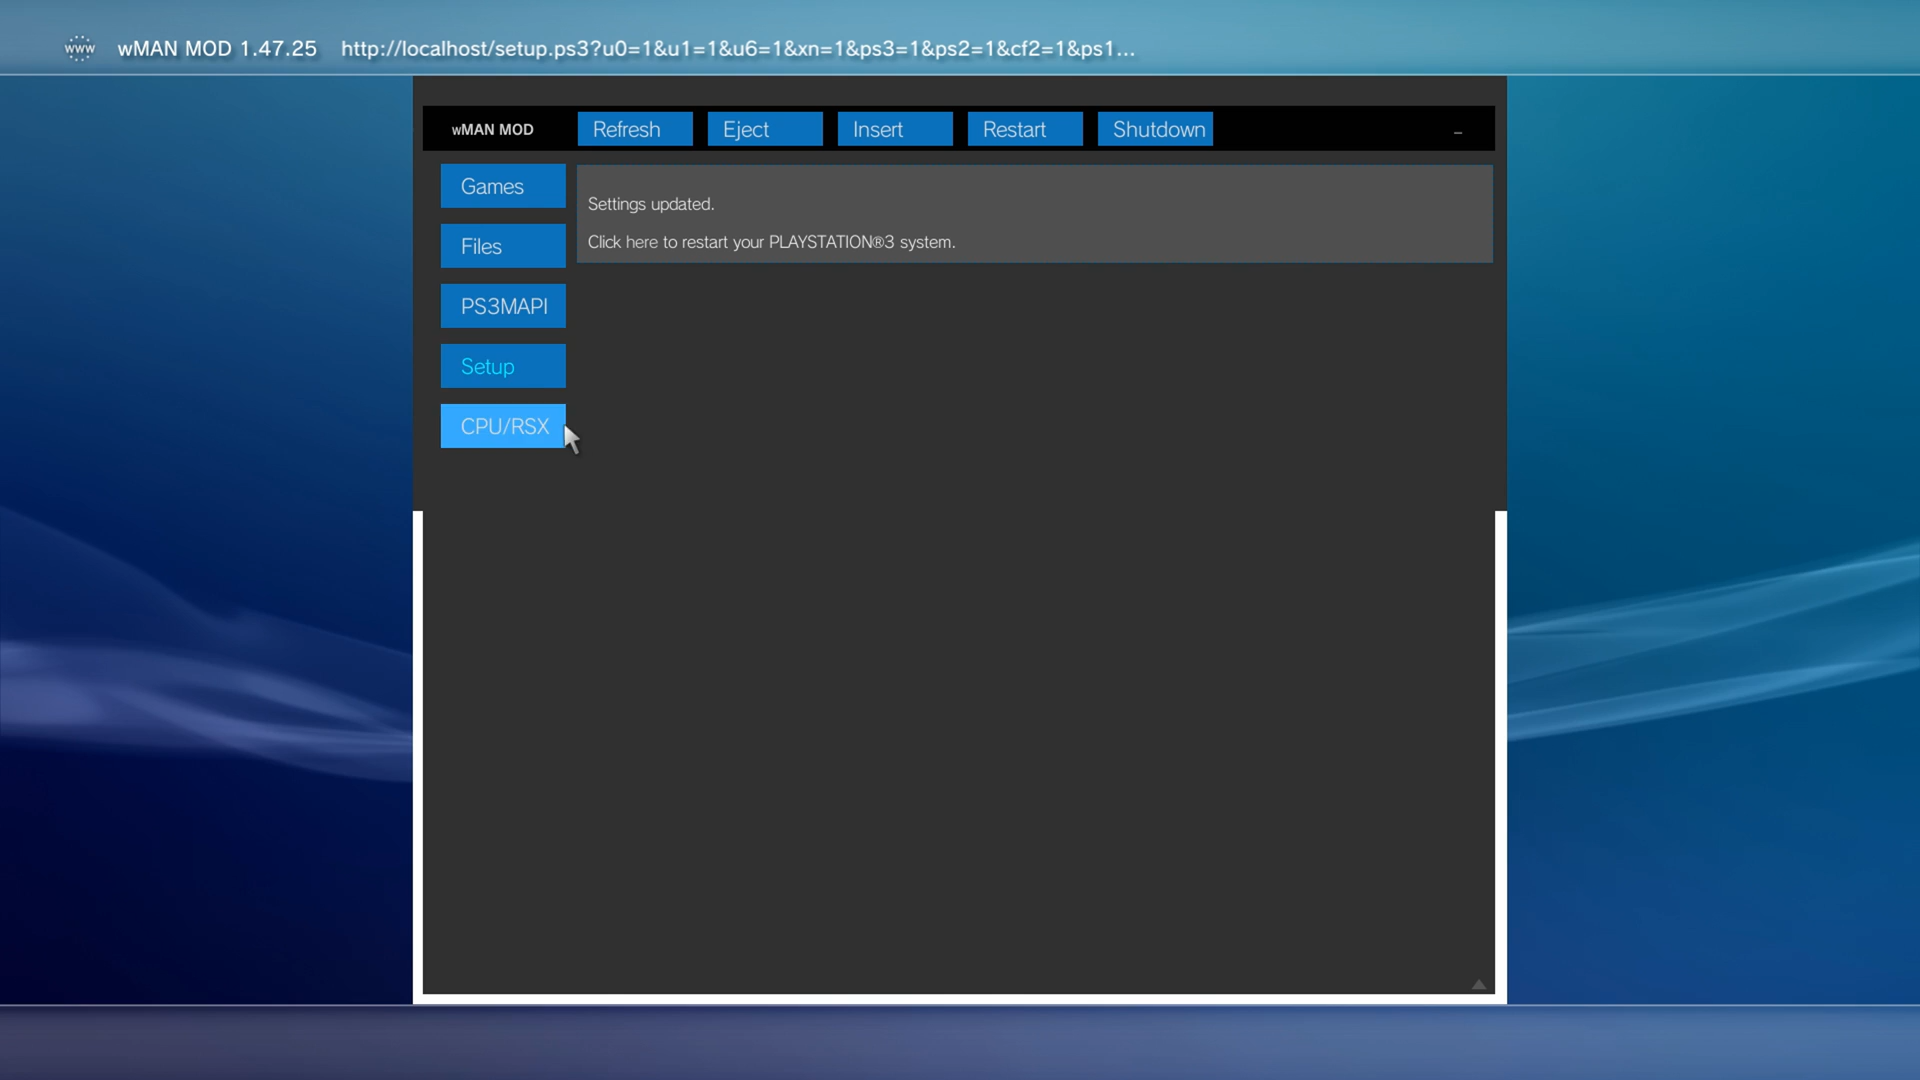 www wMAN MOD 1.47.25 http://localhost/setup.ps3?u0=1&u1=1&u6=1&xn=1&ps3=1&ps2=1&cf2=1&ps1...
wMAN MOD Refresh Eject Insert Restart Shutdown
Games
Files
PS3MAPI
Setup
CPU/RSX
Settings updated.
Click here to restart your PLAYSTATION®3 system.